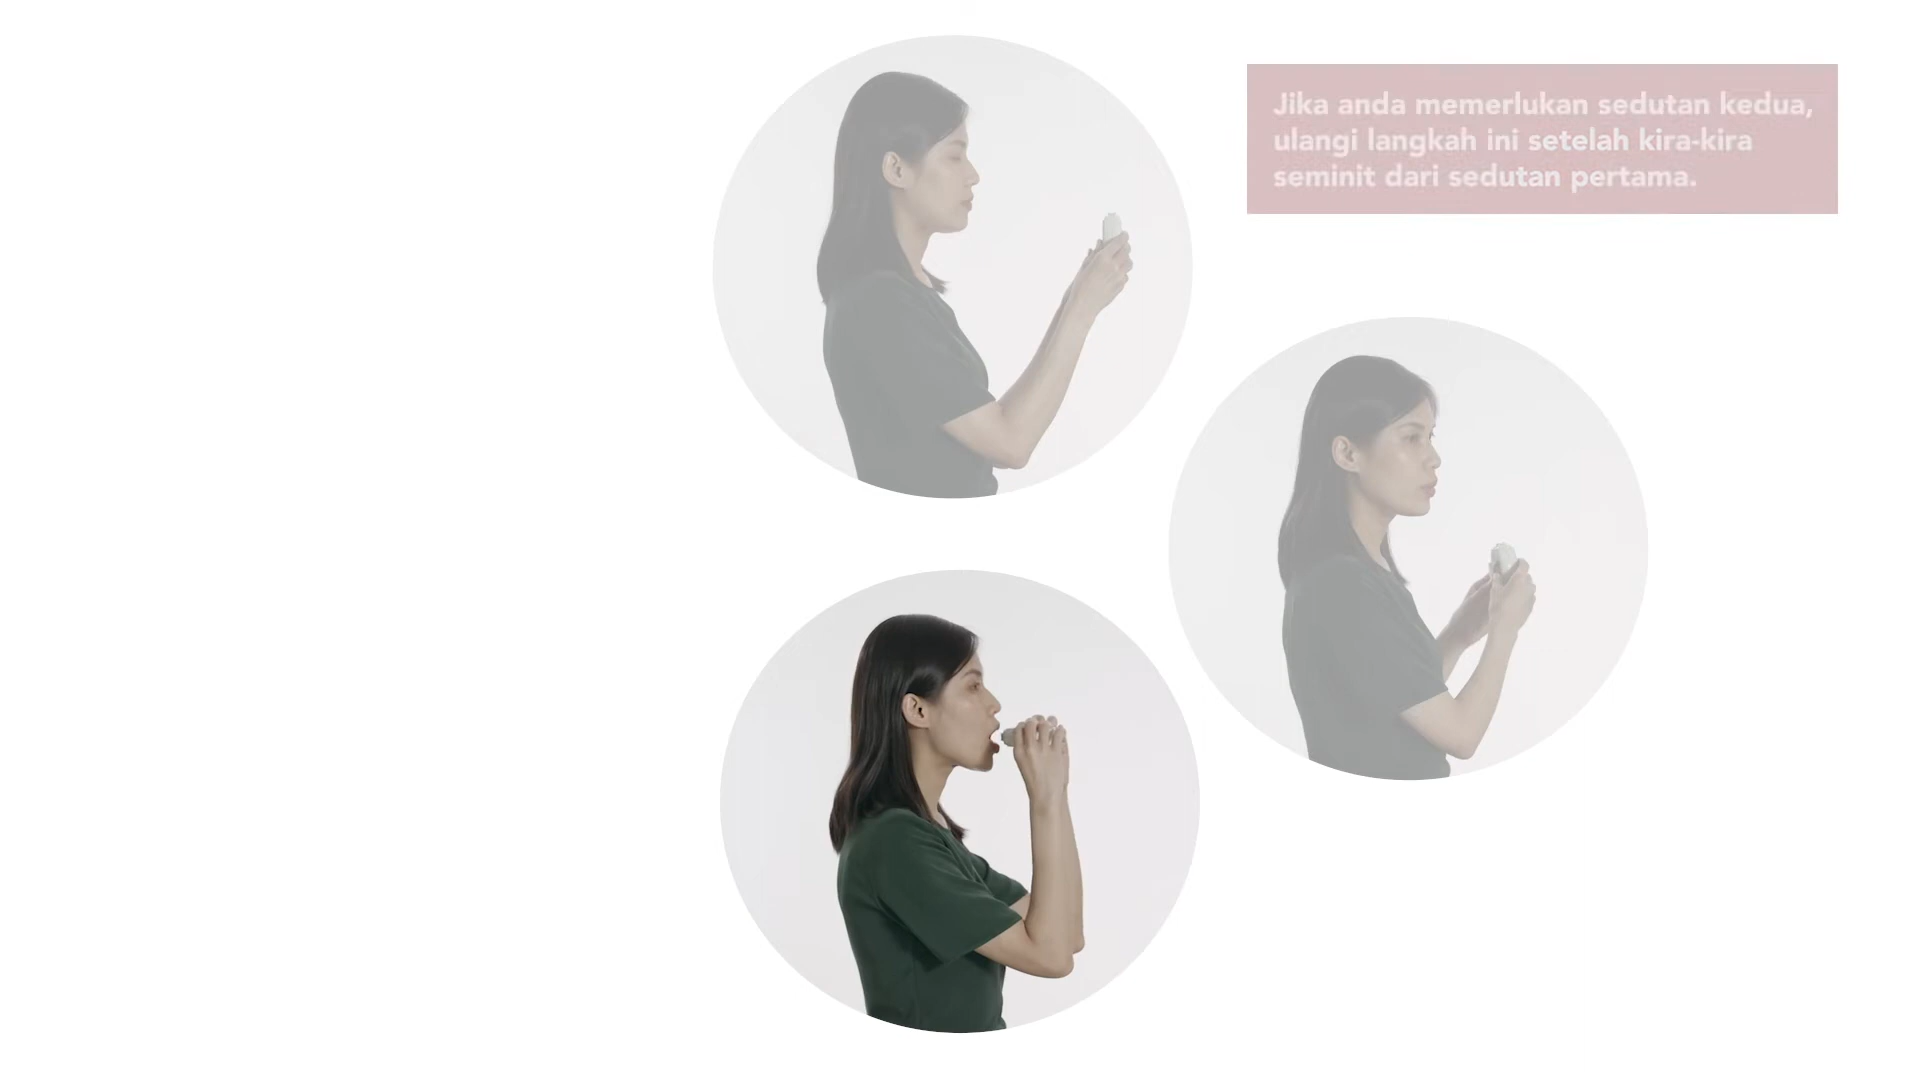 Jika anda memerlukan sedutan kedua,
ulangi langkah ini setelah kira-kira
seminit dari sedutan pertama.